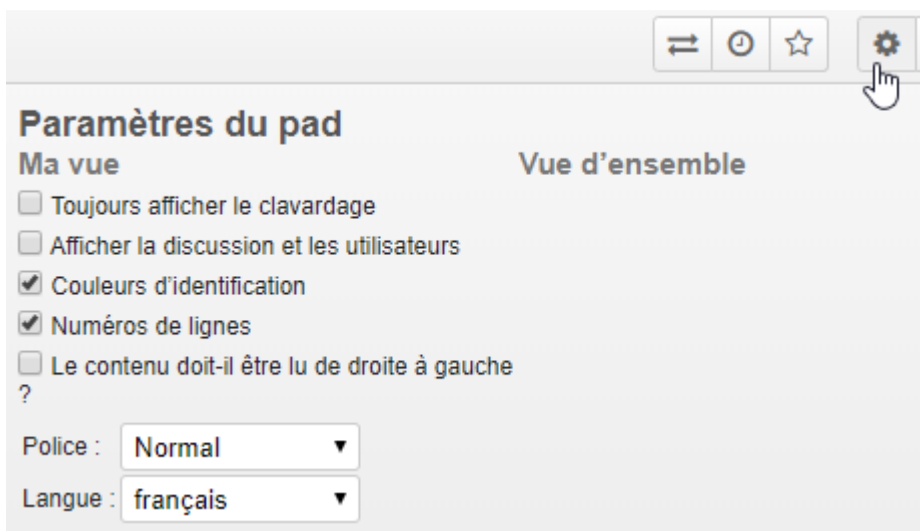 Paramètres du pad
Ma vue
Vue d’ensemble
Toujours afficher le clavardage
Afficher la discussion et les utilisateurs
Couleurs d’identification
Numéros de lignes
Le contenu doit-il être lu de droite à gauche
?
Police : Normal
Langue : français